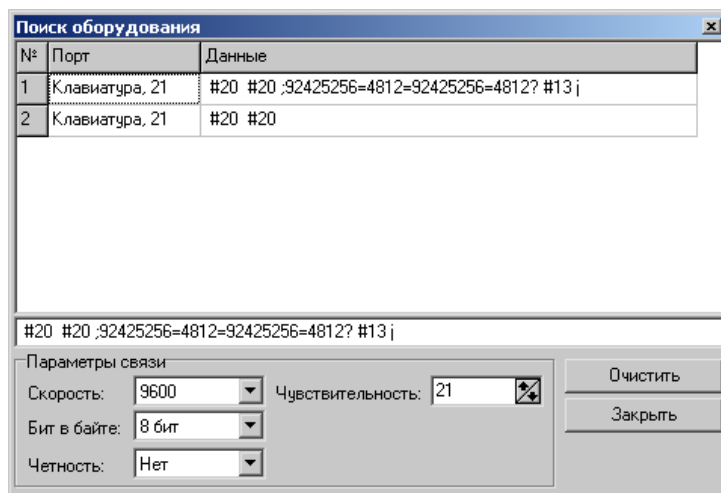 Поиск оборудования
№ Порт Данные
1 Клавиатура, 21 #20 #20 ;92425256=4812=92425256=4812? #13 j
2 Клавиатура, 21 #20 #20
#20 #20 ;92425256=4812=92425256=4812? #13 j
Параметры связи
Скорость: 9600 Чувствительность: 21
Бит в байте: 8 бит
Четность: Нет
Очистить
Закрыть